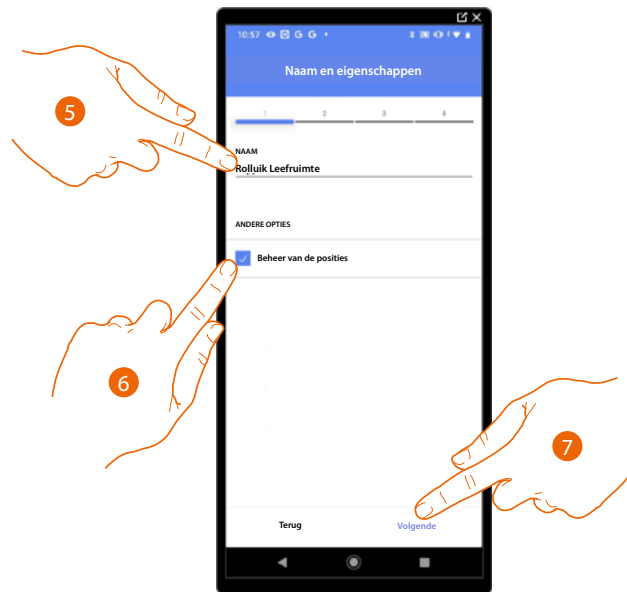 10:57 G G
Naam en eigenschappen
1 2 3 4
NAAM
Rolluik Leefruimte
ANDERE OPTIES
Beheer van de posities
5
6
7
Terug Volgende